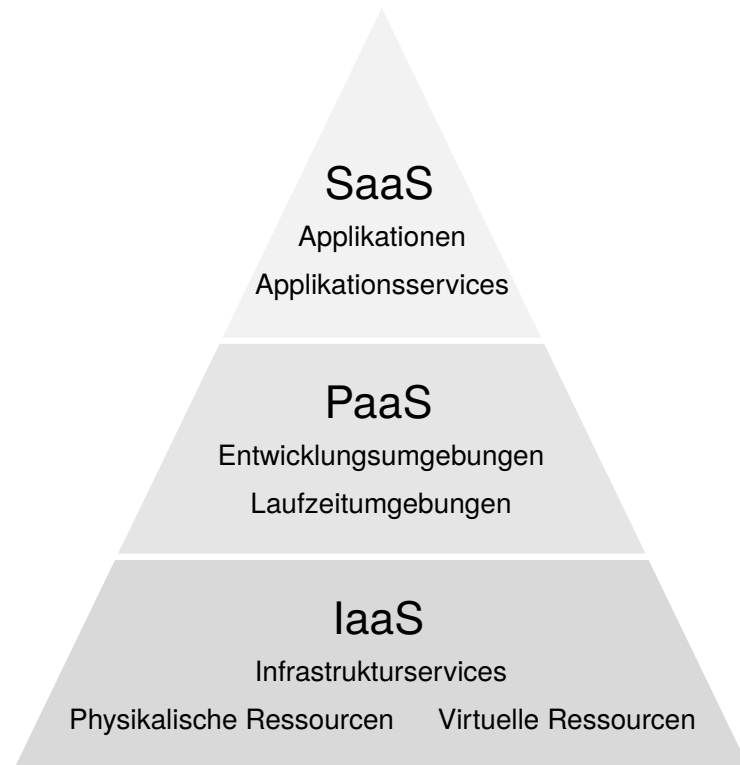 SaaS
Applikationen
Applikationsservices
PaaS
Entwicklungsumgebungen
Laufzeitumgebungen
IaaS
Infrastrukturservices
Physikalische Ressourcen Virtuelle Ressourcen